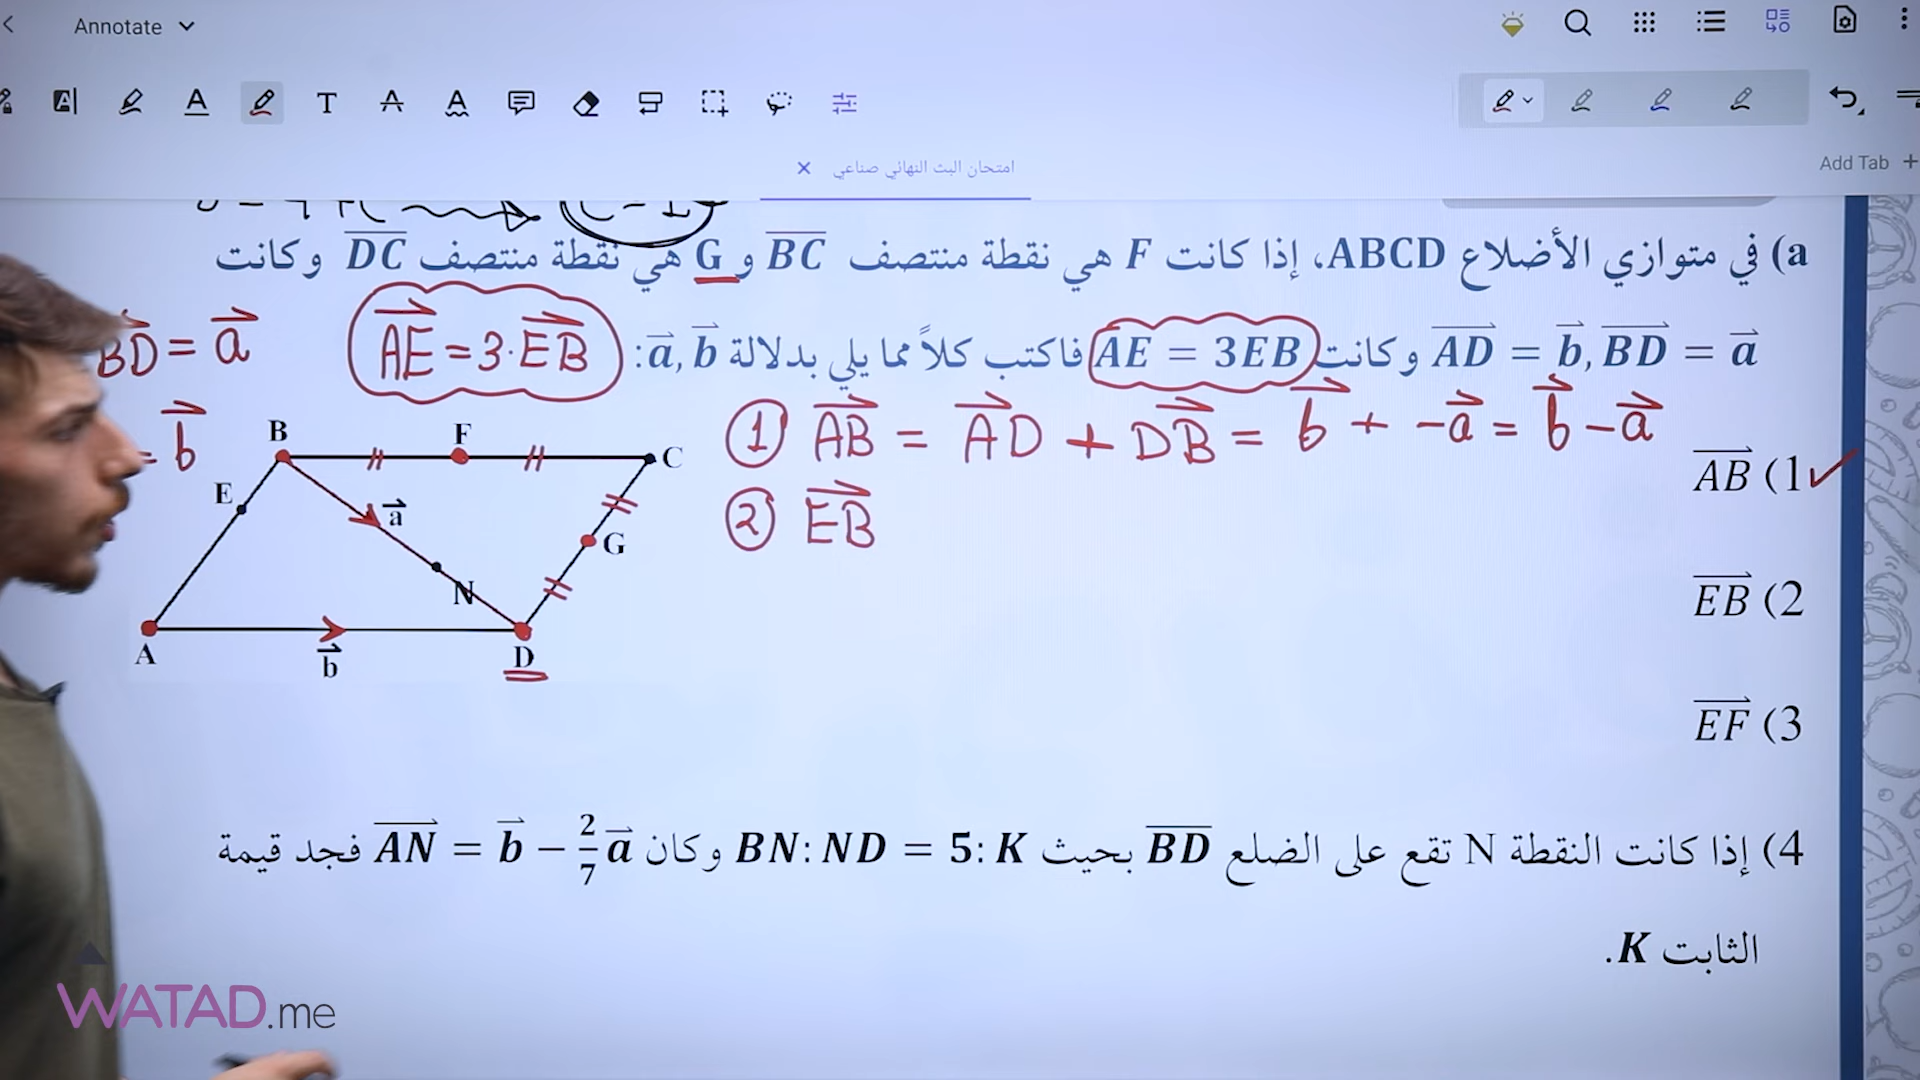 Annotate
T
Add Tab +
امتحان البث النهائي صناعي
a) في متوازي الأضلاع ABCD، إذا كانت F هي نقطة منتصف BC و G هي نقطة منتصف DC وكانت
AD = b, BD = a وكانت AE = 3EB فاكتب كلاً مما يلي بدلالة a, b:
BD = a
AE = 3·EB
= b
① AB = AD + DB = b + -a = b - a
② EB
B
F
C
E
a
G
N
A
b
D
AB (1
EB (2
EF (3
4) إذا كانت النقطة N تقع على الضلع BD بحيث BN: ND = 5: K وكان AN = b − 2/7 a فجد قيمة
الثابت K.
WATAD.me